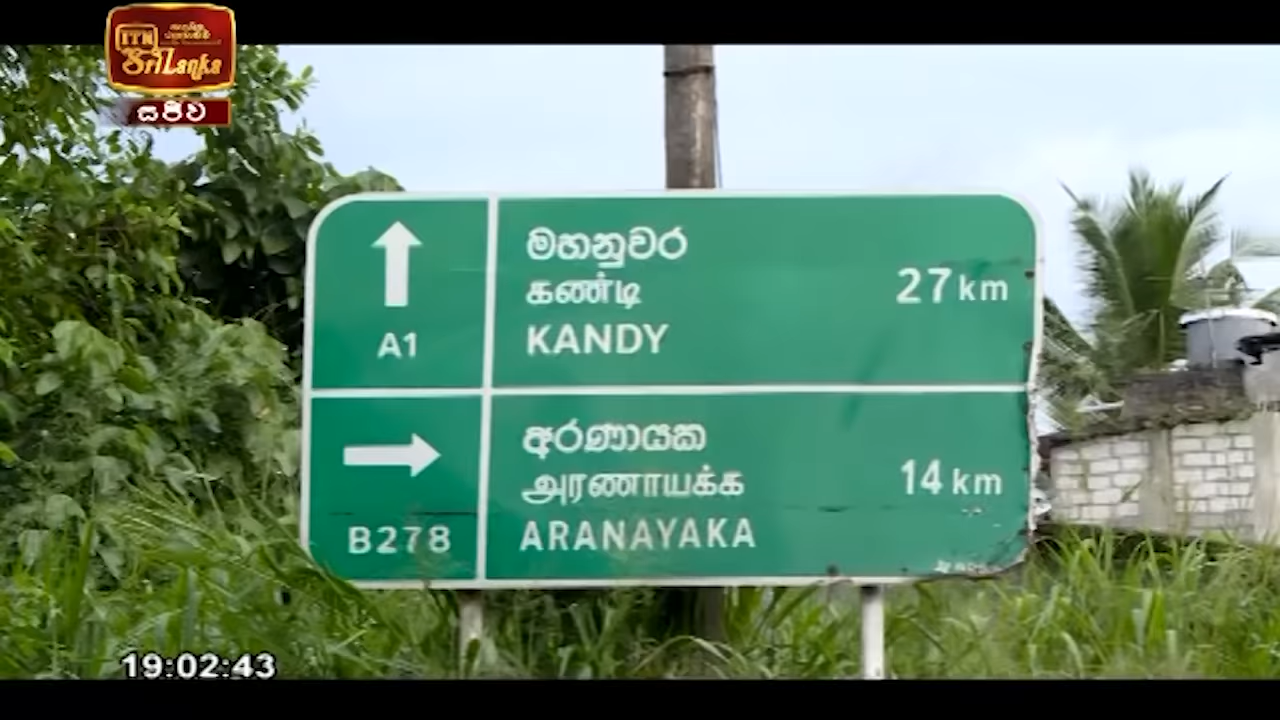 ITN
Sri Lanka
සජීව
මහනුවර
கண்டி
KANDY
27 km
A1
අරණායක
அரணாயக்க
ARANAYAKA
14 km
B278
19:02:43